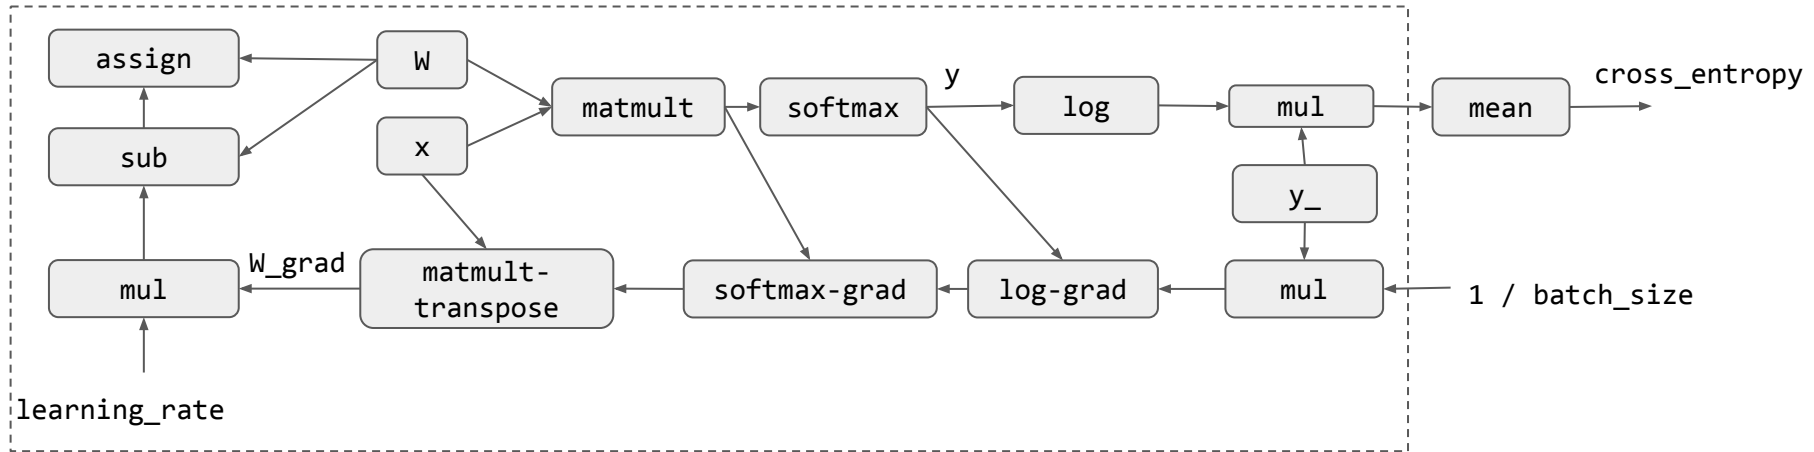 assign
W
y
cross_entropy
matmult
softmax
log
mul
mean
sub
x
y_
W_grad
mul
matmult-
transpose
softmax-grad
log-grad
mul
1 / batch_size
learning_rate